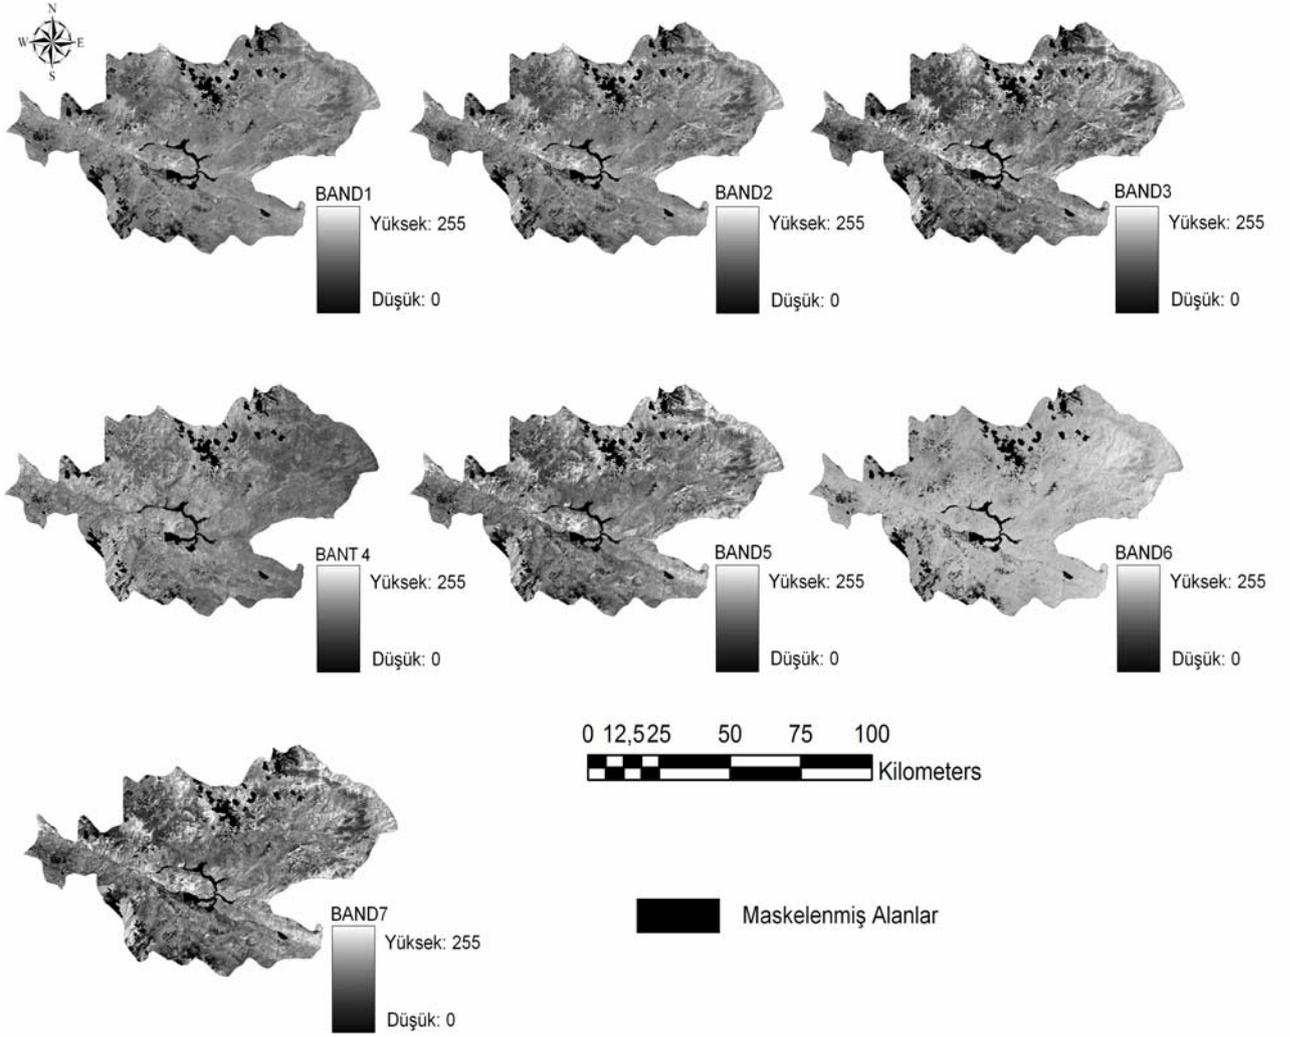 N
W E
S
BAND1
Yüksek: 255
Düşük: 0
BAND2
Yüksek: 255
Düşük: 0
BAND3
Yüksek: 255
Düşük: 0
BANT 4
Yüksek: 255
Düşük: 0
BAND5
Yüksek: 255
Düşük: 0
BAND6
Yüksek: 255
Düşük: 0
BAND7
Yüksek: 255
Düşük: 0
0 12,5 25 50 75 100
Kilometers
Maskelenmiş Alanlar